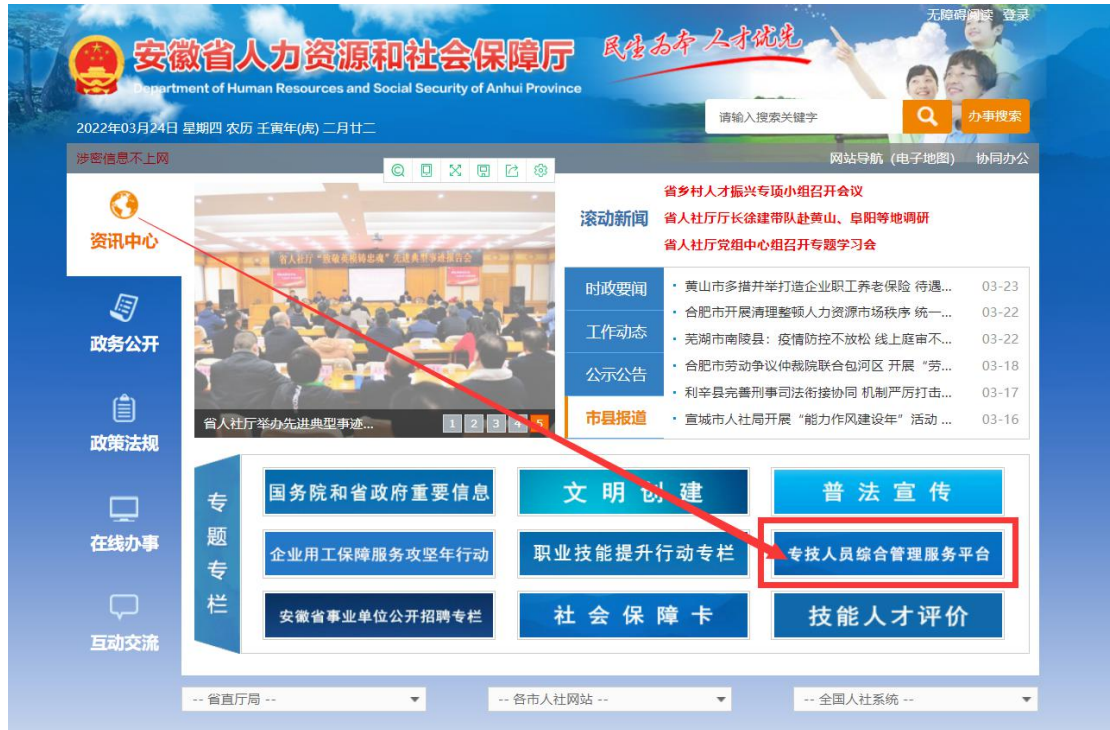 无障碍阅读 登录
安徽省人力资源和社会保障厅
Department of Human Resources and Social Security of Anhui Province
民生为本 人才优先
请输入搜索关键字
办事搜索
2022年03月24日 星期四 农历 壬寅年(虎) 二月廿二
涉密信息不上网
网站导航 (电子地图) 协同办公
资讯中心
政务公开
政策法规
在线办事
互动交流
省人社厅“致敬英模铸忠魂”先进典型事迹报告会
省人社厅举办先进典型事迹...
1 2 3 4 5
滚动新闻
省乡村人才振兴专项小组召开会议
省人社厅厅长徐建带队赴黄山、阜阳等地调研
省人社厅党组中心组召开专题学习会
时政要闻
工作动态
公示公告
市县报道
· 黄山市多措并举打造企业职工养老保险 待遇... 03-23
· 合肥市开展清理整顿人力资源市场秩序 统一... 03-22
· 芜湖市南陵县：疫情防控不放松 线上庭审不... 03-22
· 合肥市劳动争议仲裁院联合包河区 开展“劳... 03-18
· 利辛县完善刑事司法衔接协同 机制严厉打击... 03-17
· 宣城市人社局开展“能力作风建设年”活动 ... 03-16
专题专栏
国务院和省政府重要信息
文明创建
普法宣传
企业用工保障服务攻坚年行动
职业技能提升行动专栏
专技人员综合管理服务平台
安徽省事业单位公开招聘专栏
社会保障卡
技能人才评价
-- 省直厅局 --
-- 各市人社网站 --
-- 全国人社系统 --